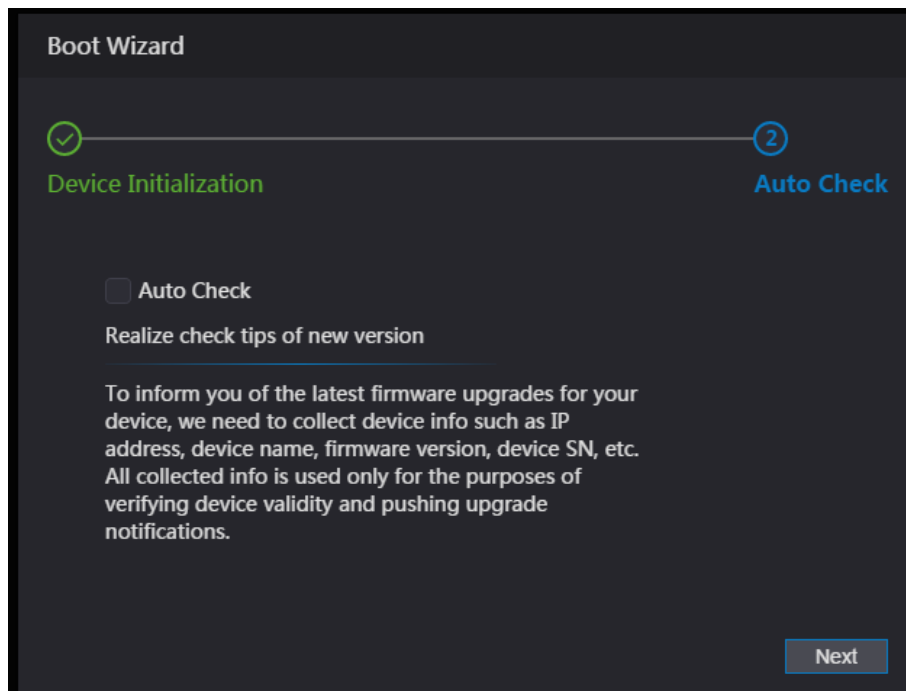 Boot Wizard
2
Device Initialization
Auto Check
Auto Check
Realize check tips of new version
To inform you of the latest firmware upgrades for your
device, we need to collect device info such as IP
address, device name, firmware version, device SN, etc.
All collected info is used only for the purposes of
verifying device validity and pushing upgrade
notifications.
Next